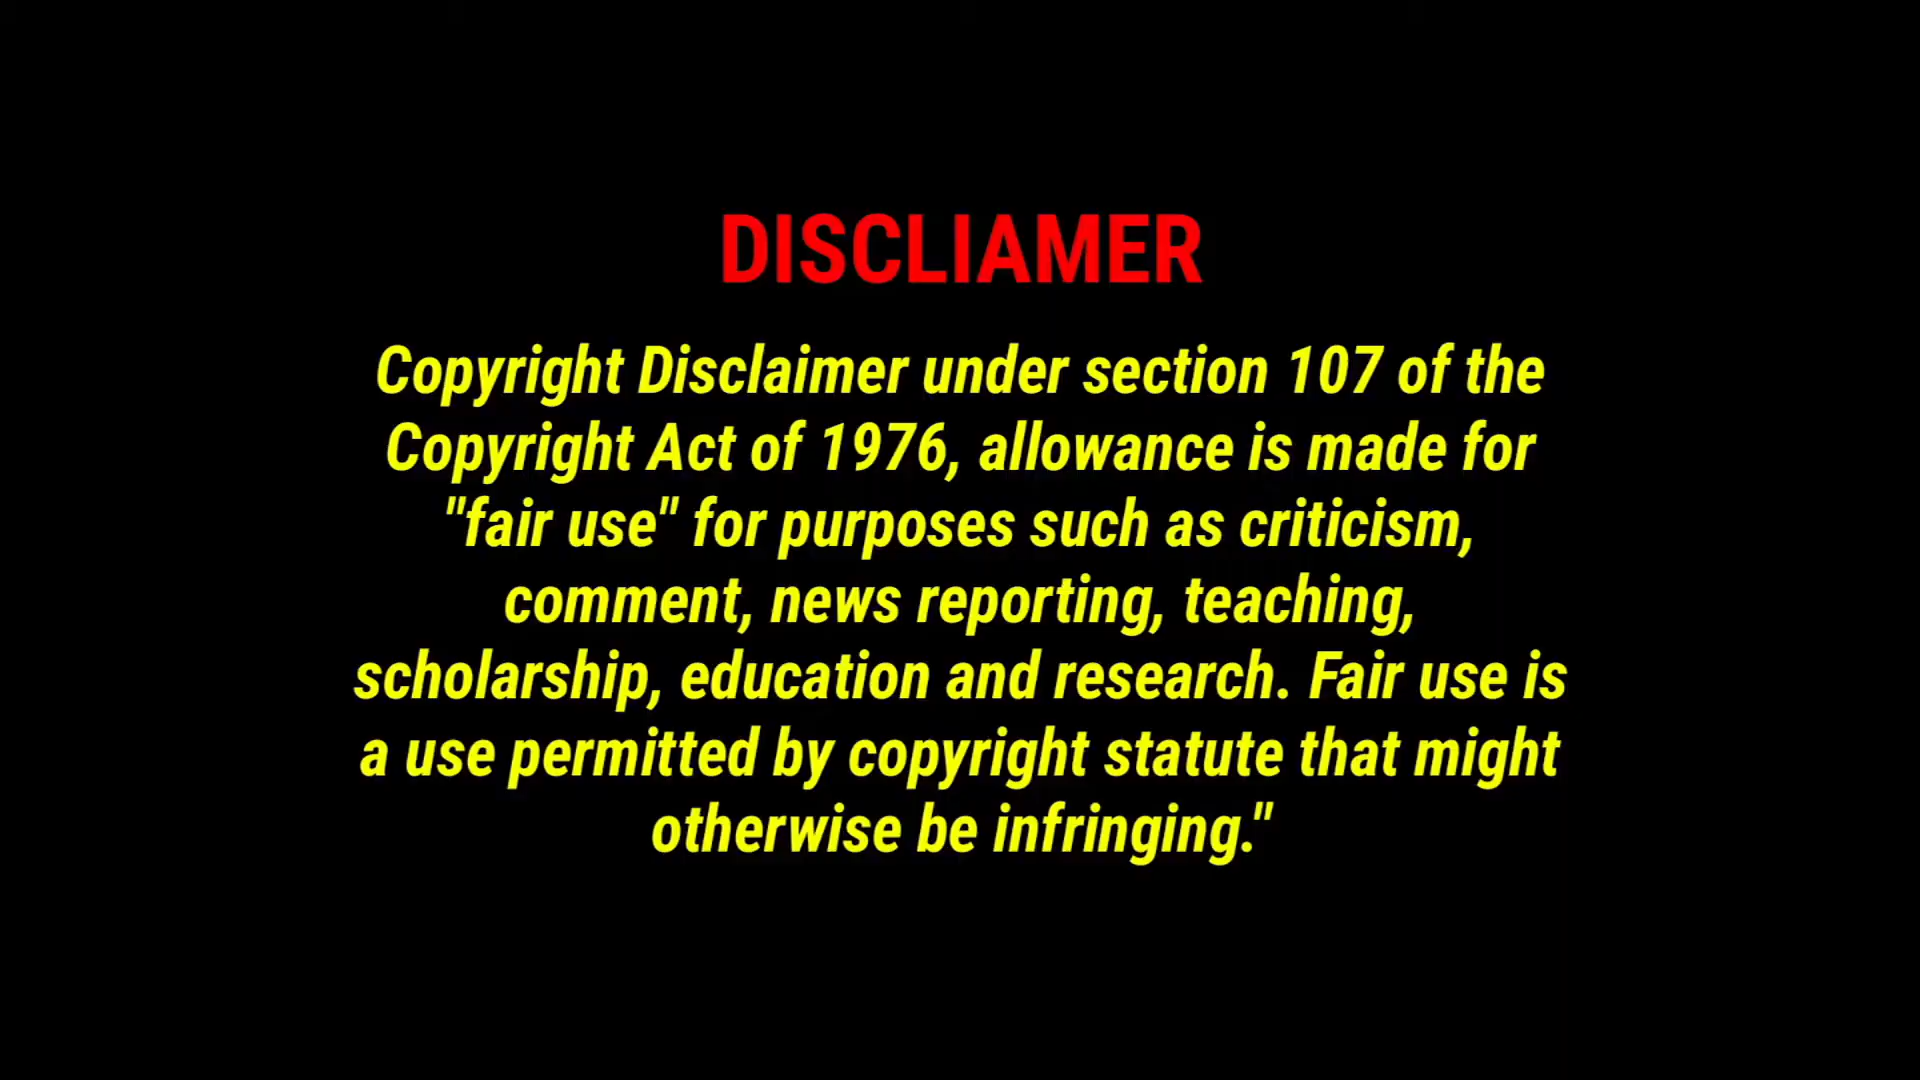 DISCLIAMER
Copyright Disclaimer under section 107 of the
Copyright Act of 1976, allowance is made for
"fair use" for purposes such as criticism,
comment, news reporting, teaching,
scholarship, education and research. Fair use is
a use permitted by copyright statute that might
otherwise be infringing."